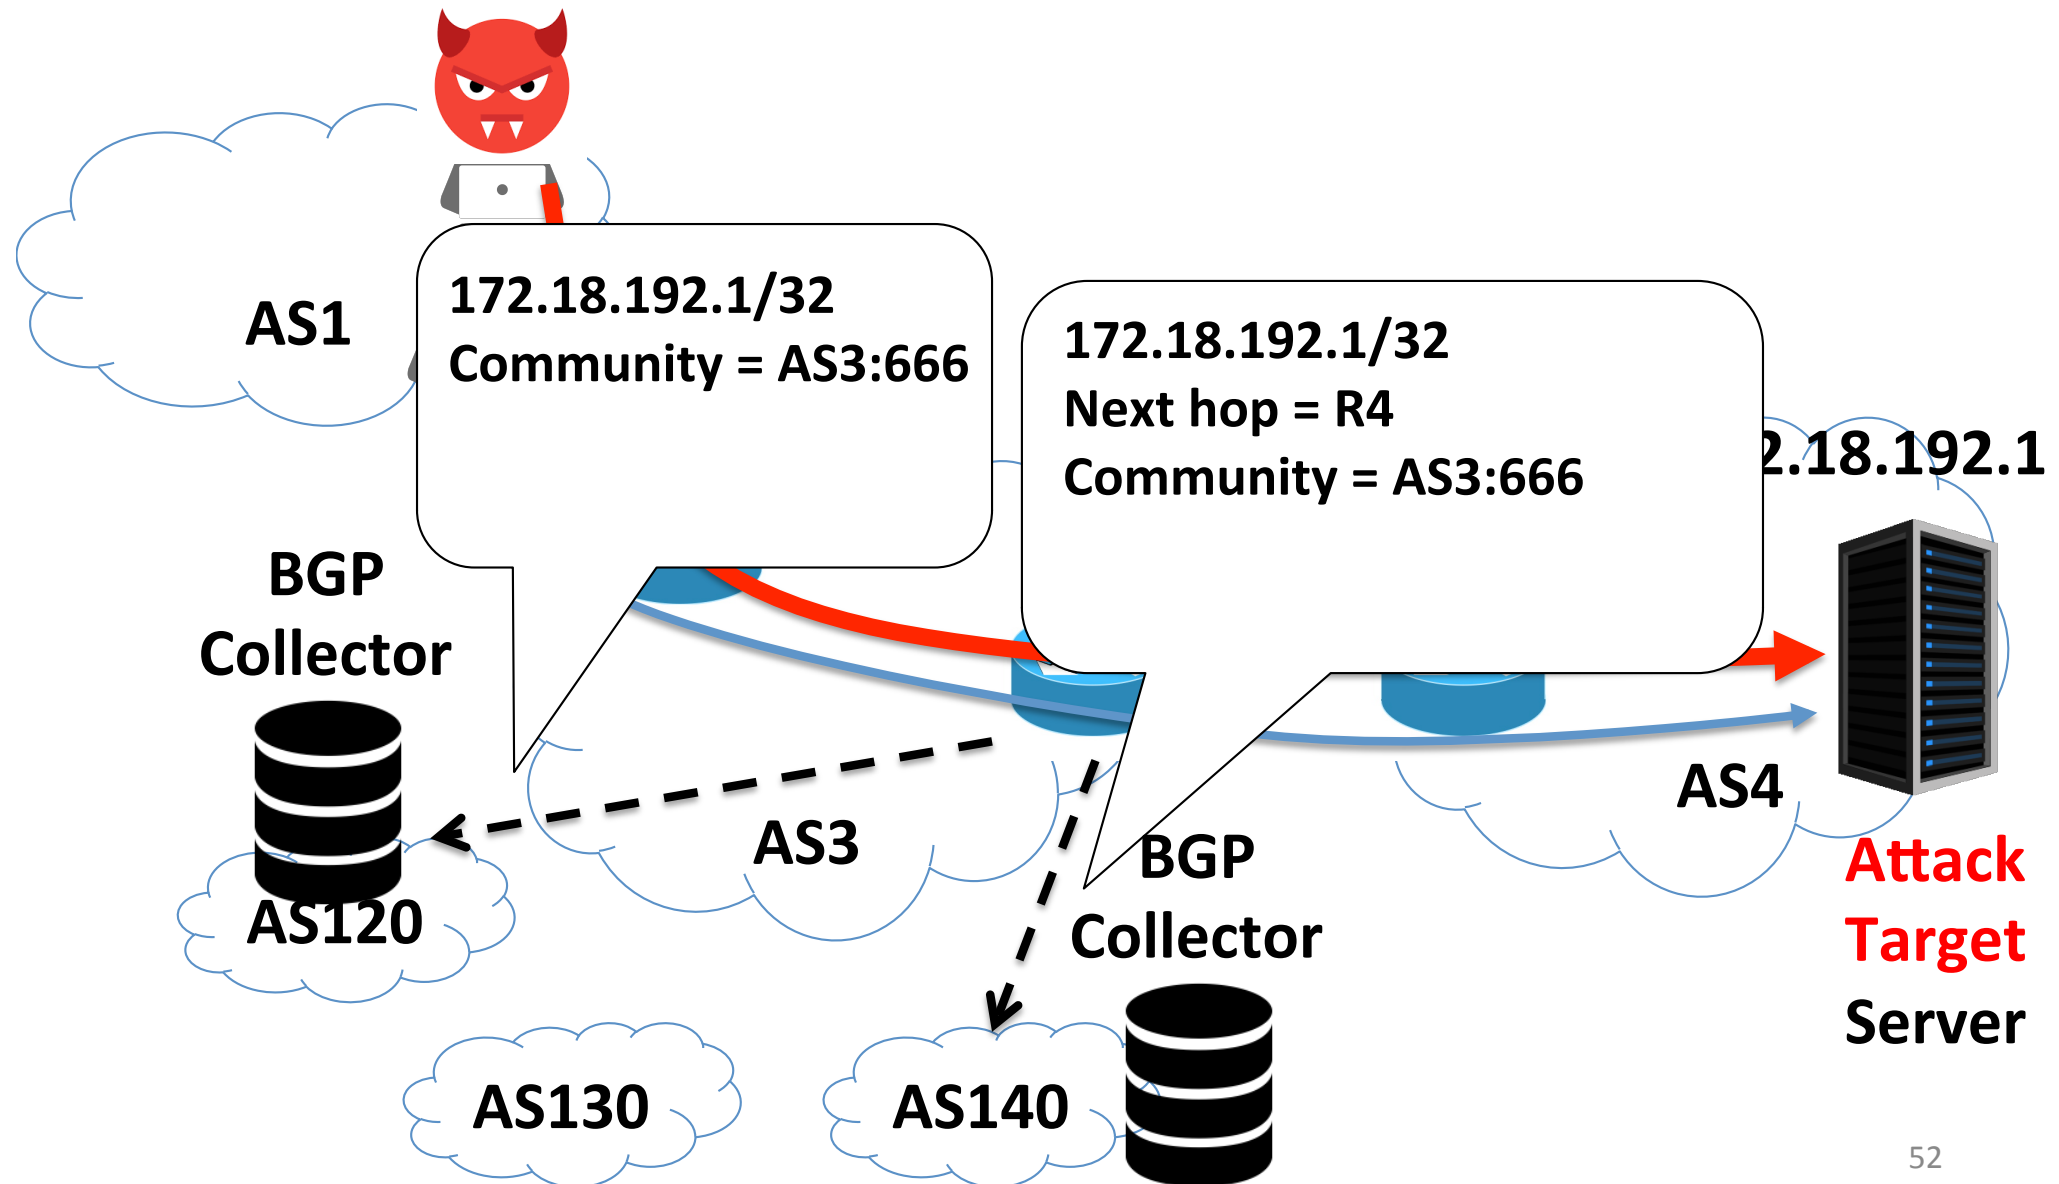 AS1
172.18.192.1/32
Community = AS3:666
172.18.192.1/32
Next hop = R4
Community = AS3:666
2.18.192.1
BGP
Collector
AS120
AS3
AS4
BGP
Collector
Attack
Target
Server
AS130
AS140
52